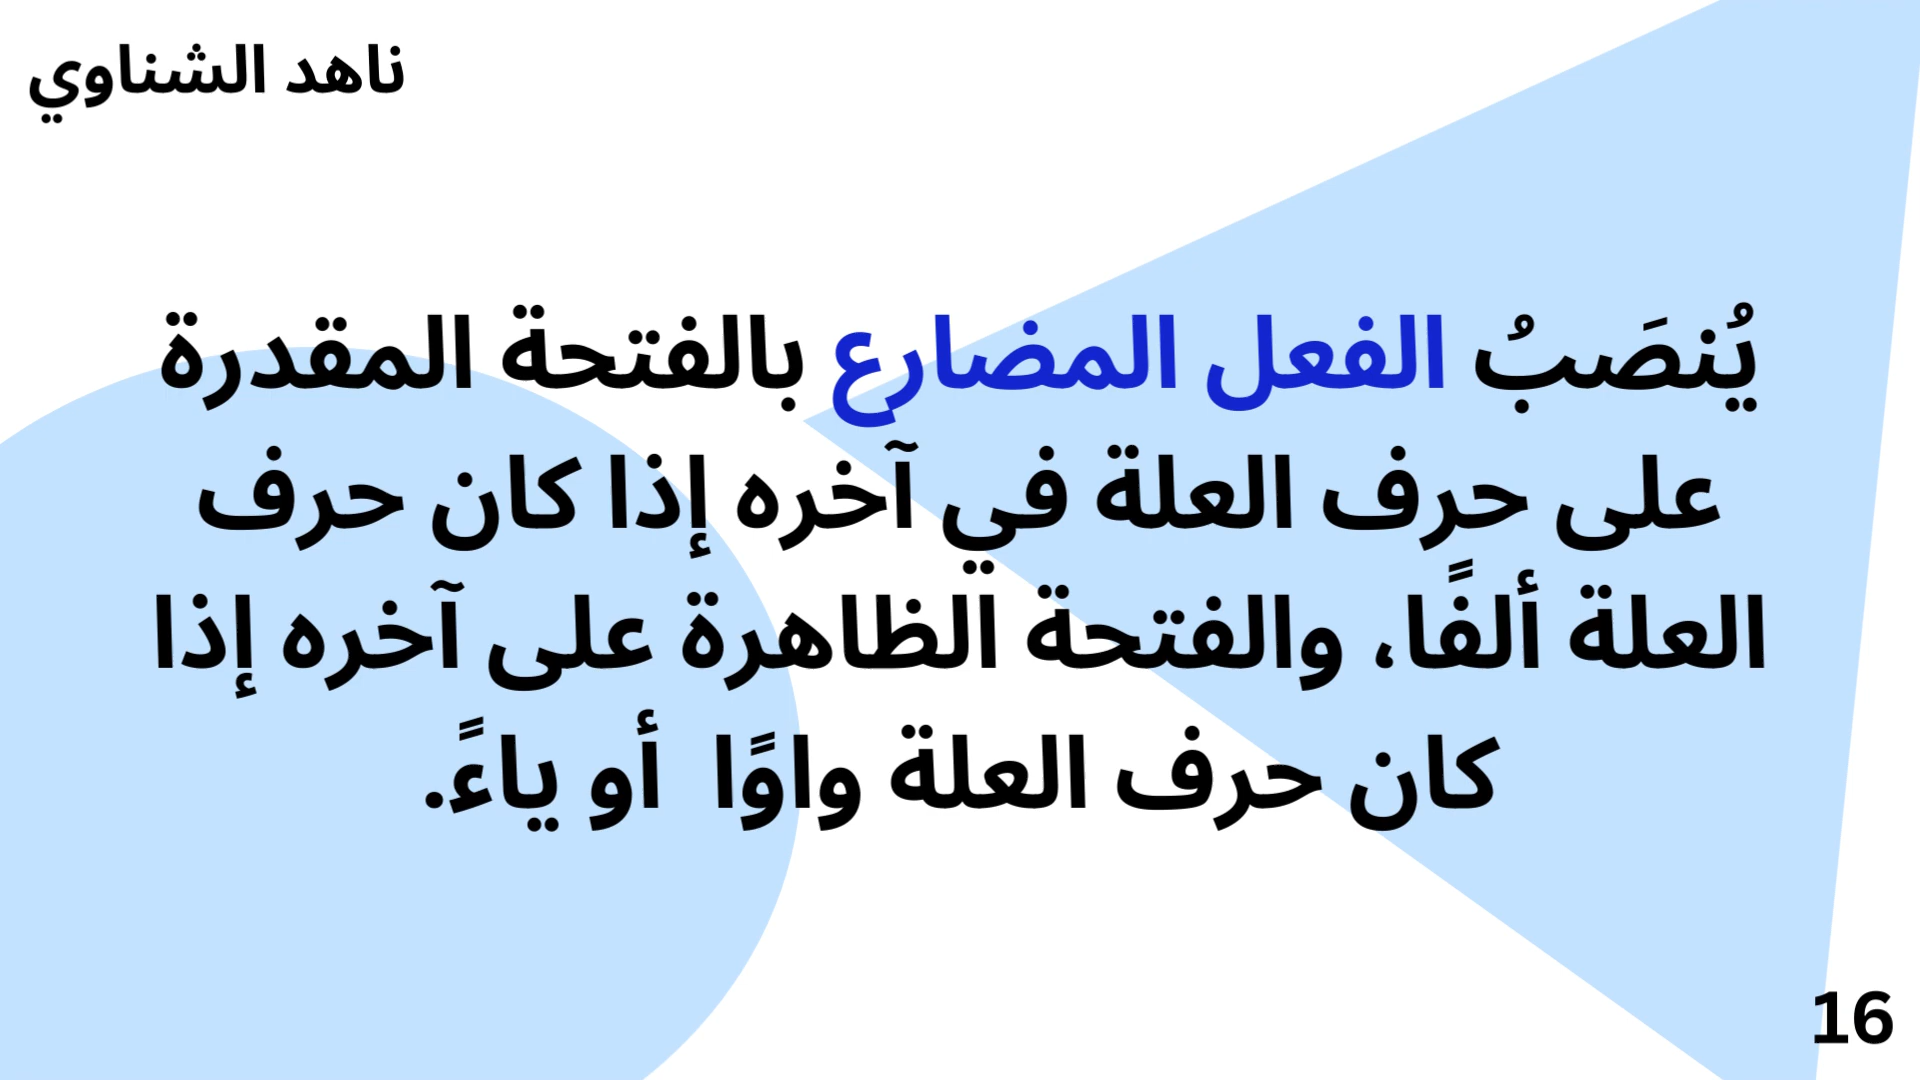 ناهد الشناوي
يُنصَبُ الفعل المضارع بالفتحة المقدرة
على حرف العلة في آخره إذا كان حرف
العلة ألفًا، والفتحة الظاهرة على آخره إذا
كان حرف العلة واوًا أو ياءً.
16